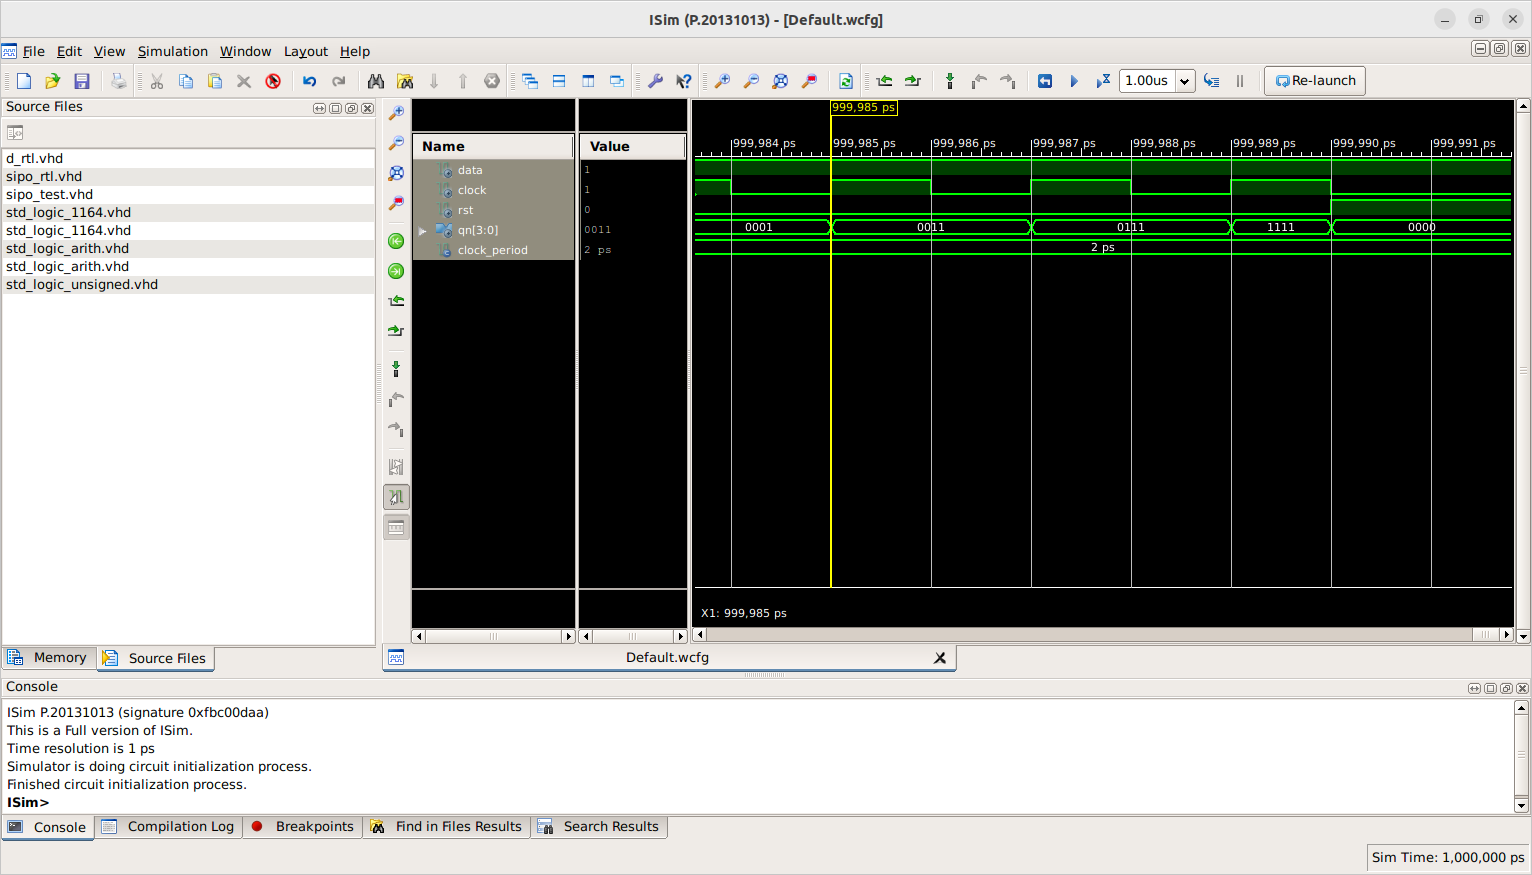 ISim (P.20131013) - [Default.wcfg]
File Edit View Simulation Window Layout Help
1.00us Re-launch
Source Files
d_rtl.vhd
sipo_rtl.vhd
sipo_test.vhd
std_logic_1164.vhd
std_logic_1164.vhd
std_logic_arith.vhd
std_logic_arith.vhd
std_logic_unsigned.vhd
Memory Source Files
Name Value
data 1
clock 1
rst 0
qn[3:0] 0011
clock_period 2 ps
999,985 ps
999,984 ps 999,985 ps 999,986 ps 999,987 ps 999,988 ps 999,989 ps 999,990 ps 999,991 ps
0001 0011 0111 1111 0000
2 ps
X1: 999,985 ps
Default.wcfg
Console
ISim P.20131013 (signature 0xfbc00daa)
This is a Full version of ISim.
Time resolution is 1 ps
Simulator is doing circuit initialization process.
Finished circuit initialization process.
ISim>
Console Compilation Log Breakpoints Find in Files Results Search Results
Sim Time: 1,000,000 ps